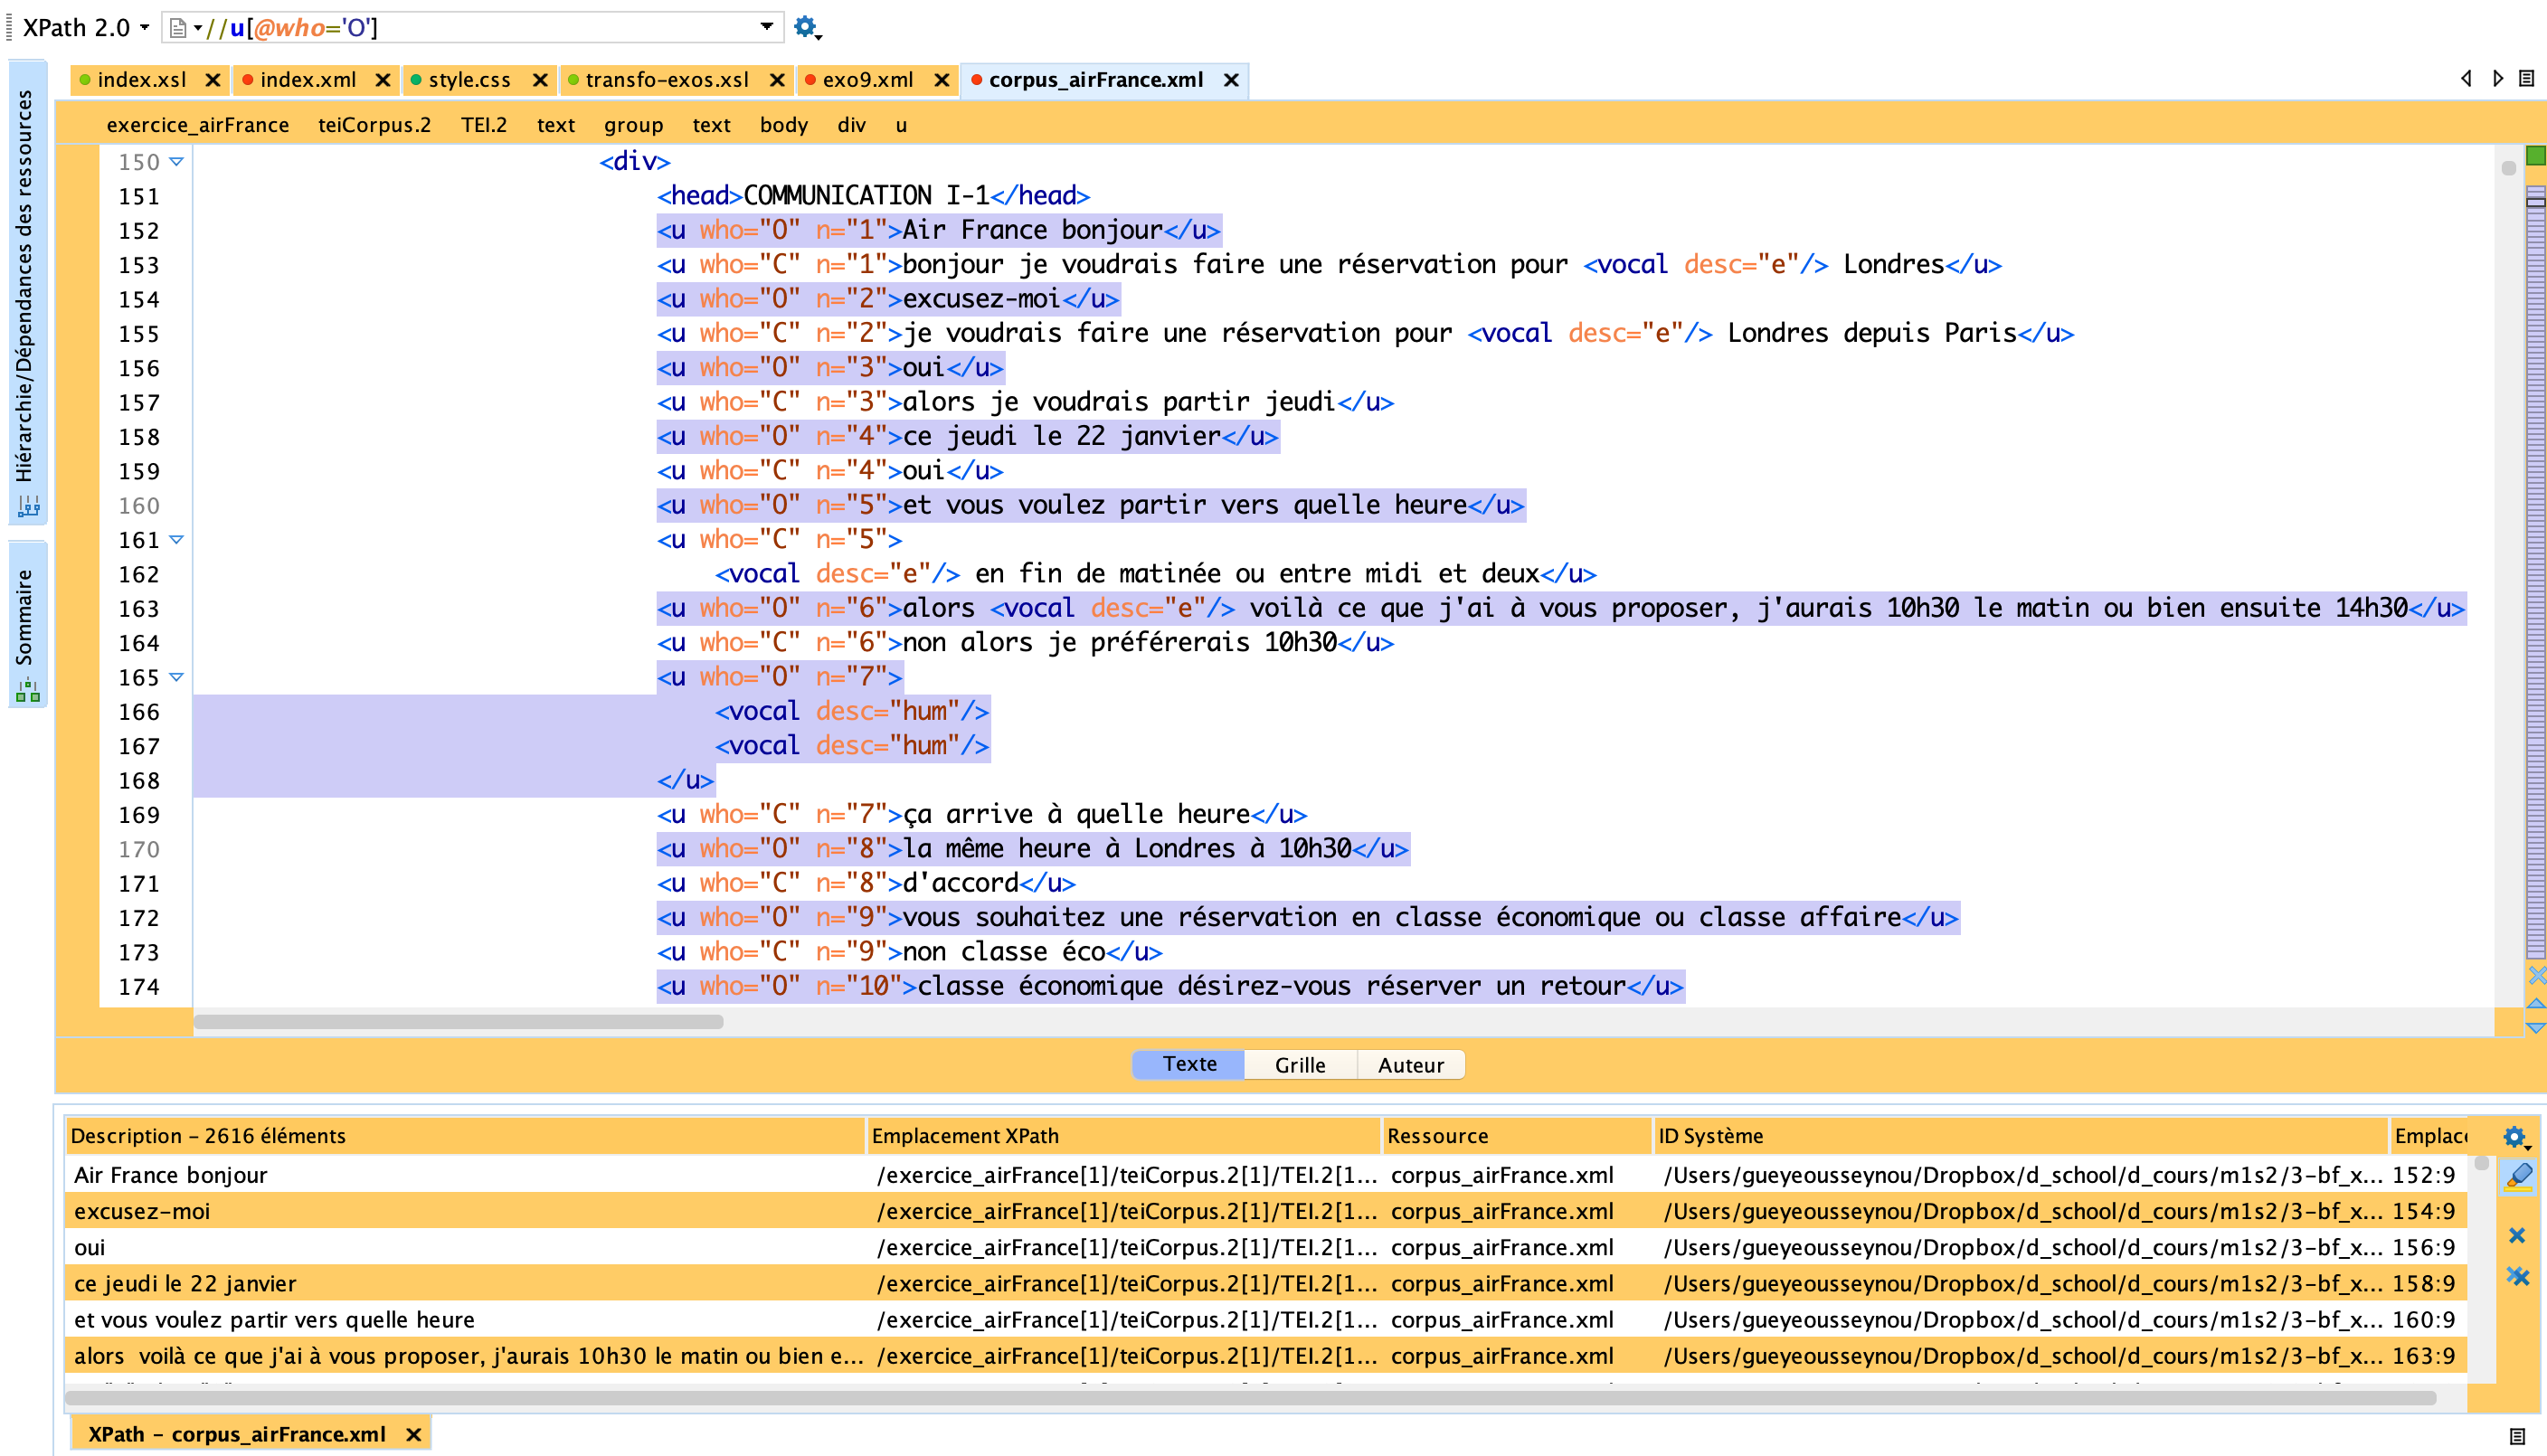 XPath 2.0 //u[@who='O']
index.xsl index.xml style.css transfo-exos.xsl exo9.xml corpus_airFrance.xml
Hiérarchie/Dépendances des ressources
Sommaire
exercice_airFrance teiCorpus.2 TEI.2 text group text body div u
150 <div>
151 <head>COMMUNICATION I-1</head>
152 <u who="O" n="1">Air France bonjour</u>
153 <u who="C" n="1">bonjour je voudrais faire une réservation pour <vocal desc="e"/> Londres</u>
154 <u who="O" n="2">excusez-moi</u>
155 <u who="C" n="2">je voudrais faire une réservation pour <vocal desc="e"/> Londres depuis Paris</u>
156 <u who="O" n="3">oui</u>
157 <u who="C" n="3">alors je voudrais partir jeudi</u>
158 <u who="O" n="4">ce jeudi le 22 janvier</u>
159 <u who="C" n="4">oui</u>
160 <u who="O" n="5">et vous voulez partir vers quelle heure</u>
161 <u who="C" n="5">
162 <vocal desc="e"/> en fin de matinée ou entre midi et deux</u>
163 <u who="O" n="6">alors <vocal desc="e"/> voilà ce que j'ai à vous proposer, j'aurais 10h30 le matin ou bien ensuite 14h30</u>
164 <u who="C" n="6">non alors je préférerais 10h30</u>
165 <u who="O" n="7">
166 <vocal desc="hum"/>
167 <vocal desc="hum"/>
168 </u>
169 <u who="C" n="7">ça arrive à quelle heure</u>
170 <u who="O" n="8">la même heure à Londres à 10h30</u>
171 <u who="C" n="8">d'accord</u>
172 <u who="O" n="9">vous souhaitez une réservation en classe économique ou classe affaire</u>
173 <u who="C" n="9">non classe éco</u>
174 <u who="O" n="10">classe économique désirez-vous réserver un retour</u>
Texte Grille Auteur
Description – 2616 éléments Emplacement XPath Ressource ID Système Emplac
Air France bonjour /exercice_airFrance[1]/teiCorpus.2[1]/TEI.2[1... corpus_airFrance.xml /Users/gueyeousseynou/Dropbox/d_school/d_cours/m1s2/3-bf_x... 152:9
excusez-moi /exercice_airFrance[1]/teiCorpus.2[1]/TEI.2[1... corpus_airFrance.xml /Users/gueyeousseynou/Dropbox/d_school/d_cours/m1s2/3-bf_x... 154:9
oui /exercice_airFrance[1]/teiCorpus.2[1]/TEI.2[1... corpus_airFrance.xml /Users/gueyeousseynou/Dropbox/d_school/d_cours/m1s2/3-bf_x... 156:9
ce jeudi le 22 janvier /exercice_airFrance[1]/teiCorpus.2[1]/TEI.2[1... corpus_airFrance.xml /Users/gueyeousseynou/Dropbox/d_school/d_cours/m1s2/3-bf_x... 158:9
et vous voulez partir vers quelle heure /exercice_airFrance[1]/teiCorpus.2[1]/TEI.2[1... corpus_airFrance.xml /Users/gueyeousseynou/Dropbox/d_school/d_cours/m1s2/3-bf_x... 160:9
alors voilà ce que j'ai à vous proposer, j'aurais 10h30 le matin ou bien e... /exercice_airFrance[1]/teiCorpus.2[1]/TEI.2[1... corpus_airFrance.xml /Users/gueyeousseynou/Dropbox/d_school/d_cours/m1s2/3-bf_x... 163:9
XPath – corpus_airFrance.xml